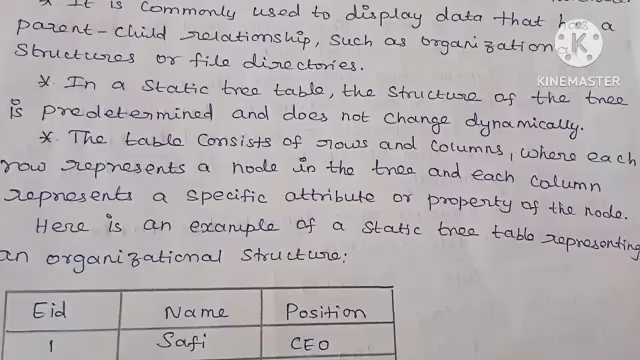 * It is commonly used to display data that h a
parent-child relationship, such as organization
structures or file directories.
KINEMASTER
* In a static tree table, the structure of the tree
is predetermined and does not change dynamically.
* The table consists of rows and columns, where each
row represents a node in the tree and each column
represents a specific attribute or property of the node.
Here is an example of a static tree table representing
an organizational structure:
Eid Name Position
1 Safi CEO